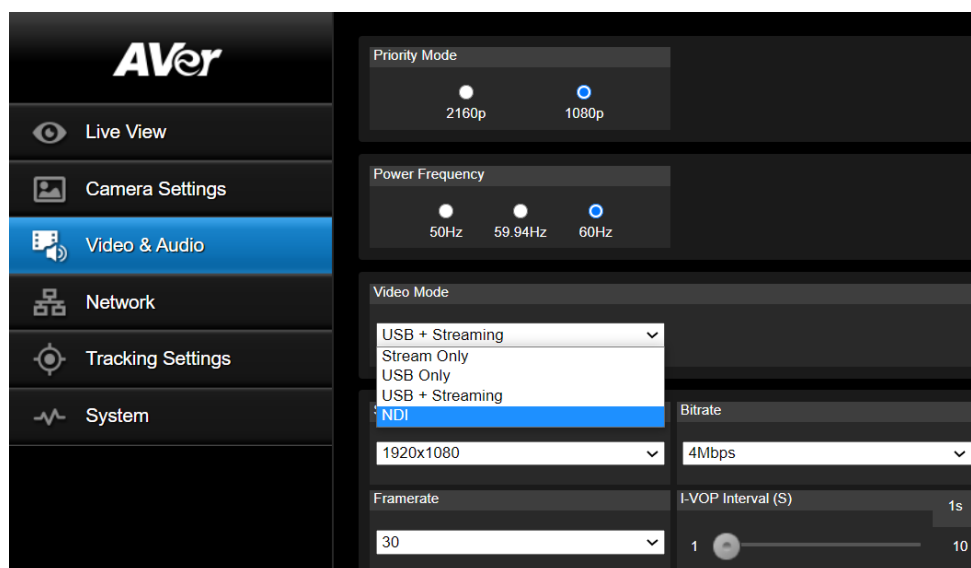 AVer
Live View
Camera Settings
Video & Audio
Network
Tracking Settings
System
Priority Mode
2160p 1080p
Power Frequency
50Hz 59.94Hz 60Hz
Video Mode
USB + Streaming
Stream Only
USB Only
USB + Streaming
NDI
Bitrate
1920x1080 4Mbps
Framerate I-VOP Interval (S) 1s
30 1 10